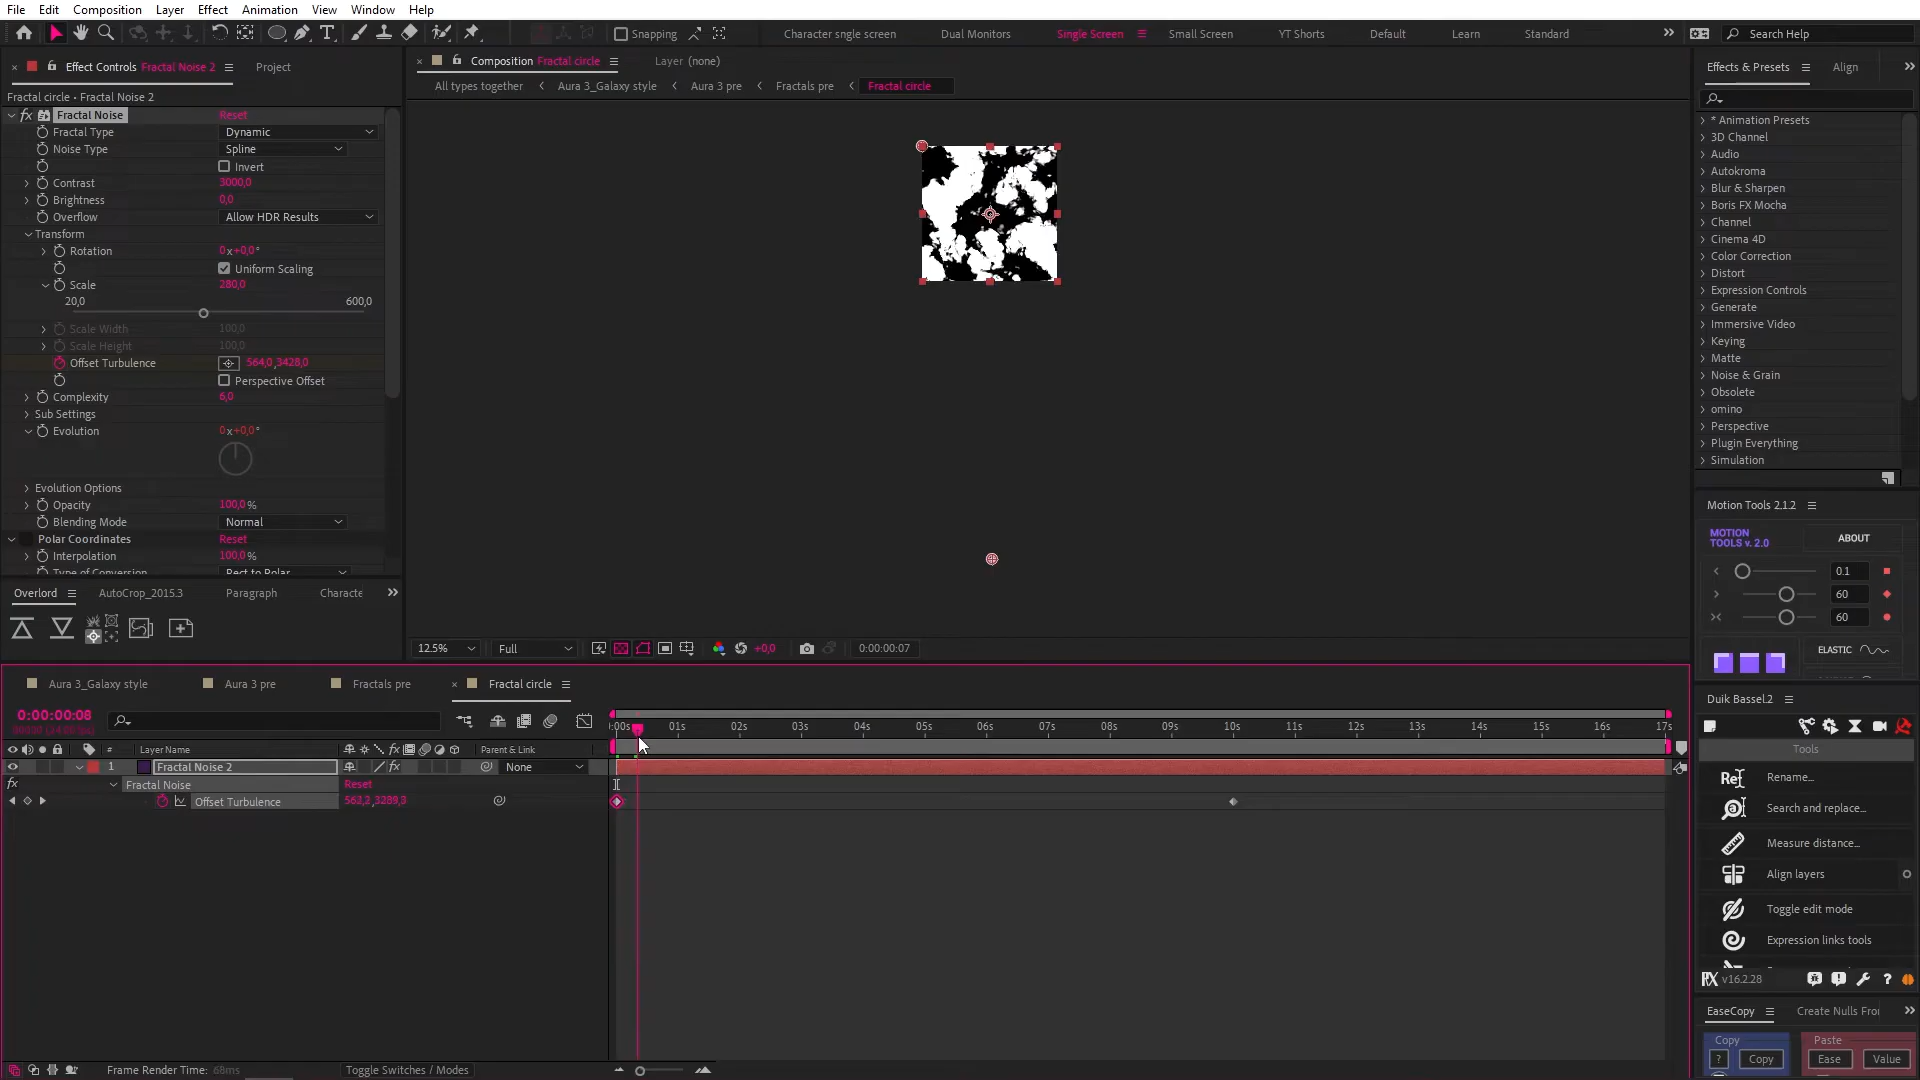 File Edit Composition Layer Effect Animation View Window Help
Snapping
Character sngle screen Dual Monitors Single Screen Small Screen YT Shorts Default Learn Standard
Search Help
Effect Controls Fractal Noise 2 Project
Fractal circle • Fractal Noise 2
fx Fractal Noise Reset
Fractal Type Dynamic
Noise Type Spline
Invert
Contrast 3000,0
Brightness 0,0
Overflow Allow HDR Results
Transform
Rotation 0x+0,0°
Uniform Scaling
Scale 280,0
20,0 600,0
Scale Width 100,0
Scale Height 100,0
Offset Turbulence 564,0,3428,0
Perspective Offset
Complexity 6,0
Sub Settings
Evolution 0x+0,0°
Evolution Options
Opacity 100,0%
Blending Mode Normal
Polar Coordinates Reset
Interpolation 100,0%
Type of Conversion Rect to Polar
Overlord AutoCrop_2015.3 Paragraph Characte
Composition Fractal circle Layer (none)
All types together Aura 3_Galaxy style Aura 3 pre Fractals pre Fractal circle
12.5% Full +0,0 0:00:00:07
Effects & Presets Align
* Animation Presets
3D Channel
Audio
Autokroma
Blur & Sharpen
Boris FX Mocha
Channel
Cinema 4D
Color Correction
Distort
Expression Controls
Generate
Immersive Video
Keying
Matte
Noise & Grain
Obsolete
omino
Perspective
Plugin Everything
Simulation
Motion Tools 2,1.2
MOTION
TOOLS v. 2.0
ABOUT
0.1
60
60
ELASTIC
Duik Bassel.2
Tools
Rename...
Search and replace...
Measure distance...
Align layers
Toggle edit mode
Expression links tools
v16.2.28
EaseCopy Create Nulls Fro
Copy Paste
? Copy Ease Value
Aura 3_Galaxy style Aura 3 pre Fractals pre Fractal circle
0:00:00:08
:00s 01s 02s 03s 04s 05s 06s 07s 08s 09s 10s 11s 12s 13s 14s 15s 16s 17s
# Layer Name fx Parent & Link
1 Fractal Noise 2 fx None
fx Fractal Noise Reset
Offset Turbulence 563,2,3289,3
Frame Render Time: 68ms Toggle Switches / Modes